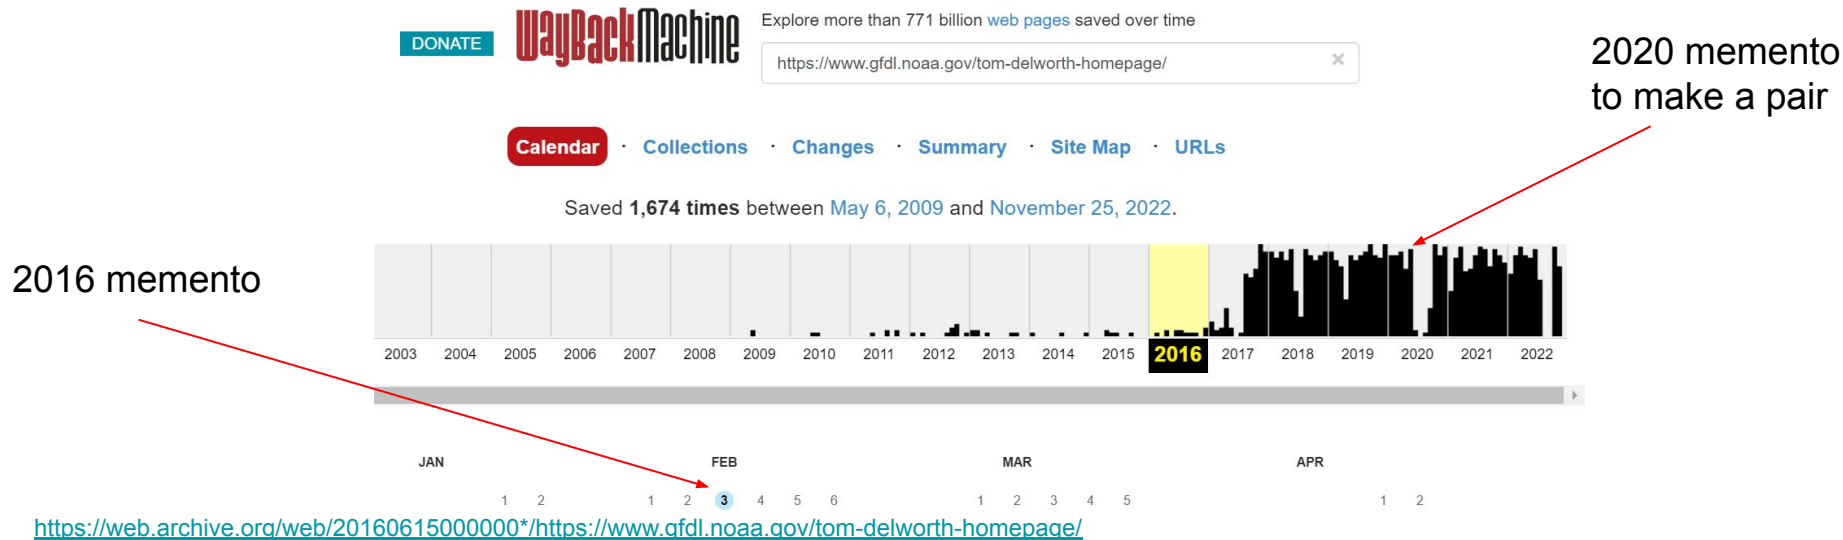 WayBackMachine
Explore more than 771 billion web pages saved over time
DONATE
https://www.gfdl.noaa.gov/tom-delworth-homepage/
2020 memento
to make a pair
Calendar · Collections · Changes · Summary · Site Map · URLs
Saved 1,674 times between May 6, 2009 and November 25, 2022.
2016 memento
2003 2004 2005 2006 2007 2008 2009 2010 2011 2012 2013 2014 2015 2016 2017 2018 2019 2020 2021 2022
JAN FEB MAR APR
1 2 1 2 3 4 5 6 1 2 3 4 5 1 2
https://web.archive.org/web/20160615000000*/https://www.gfdl.noaa.gov/tom-delworth-homepage/